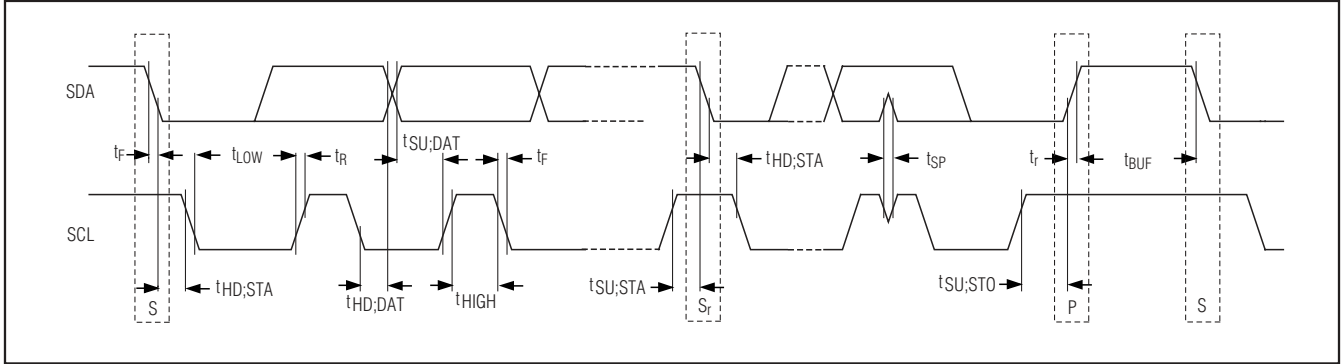 SDA
tF
tLOW
tR
tSU;DAT
tF
tHD;STA
tSP
tr
tBUF
SCL
tHD;STA
tHD;DAT
tHIGH
tSU;STA
tSU;STO
S
Sr
P
S